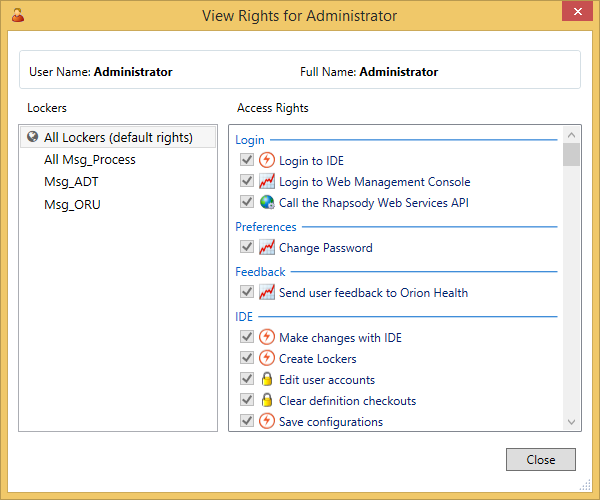 View Rights for Administrator
User Name: Administrator
Full Name: Administrator
Lockers
Access Rights
All Lockers (default rights)
All Msg_Process
Msg_ADT
Msg_ORU
Login
Login to IDE
Login to Web Management Console
Call the Rhapsody Web Services API
Preferences
Change Password
Feedback
Send user feedback to Orion Health
IDE
Make changes with IDE
Create Lockers
Edit user accounts
Clear definition checkouts
Save configurations
Close